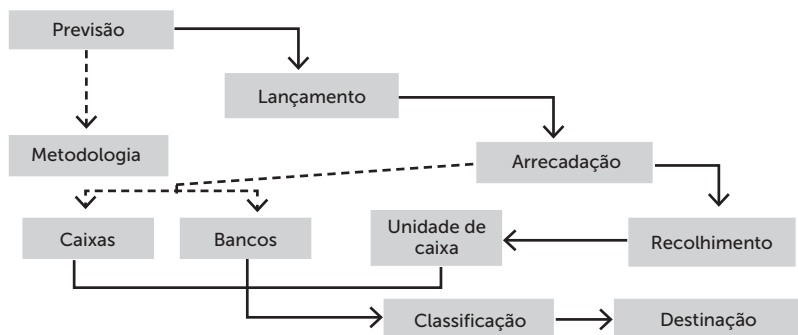 Previsão
Lançamento
Metodologia
Arrecadação
Caixas
Bancos
Unidade de
caixa
Recolhimento
Classificação
Destinação